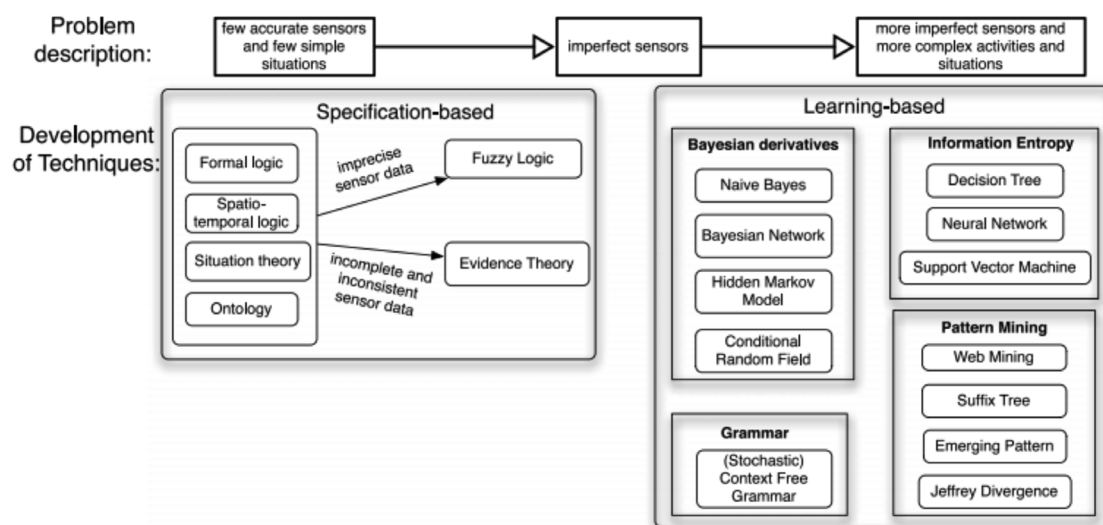 Problem
description:
few accurate sensors
and few simple
situations
imperfect sensors
more imperfect sensors and
more complex activities and
situations
Development
of Techniques:
Specification-based
Formal logic
Spatio-
temporal logic
Situation theory
Ontology
imprecise
sensor data
incomplete and
inconsistent
sensor data
Fuzzy Logic
Evidence Theory
Learning-based
Bayesian derivatives
Naive Bayes
Bayesian Network
Hidden Markov
Model
Conditional
Random Field
Grammar
(Stochastic)
Context Free
Grammar
Information Entropy
Decision Tree
Neural Network
Support Vector Machine
Pattern Mining
Web Mining
Suffix Tree
Emerging Pattern
Jeffrey Divergence